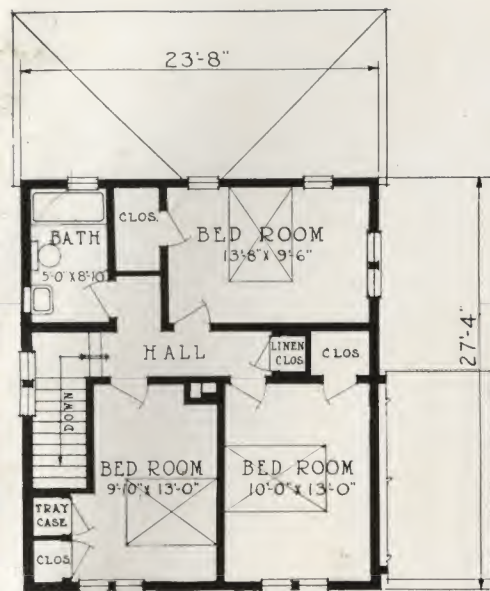 23'-8"
CLOS.
BATH
5'-0" X 8'-10"
BED ROOM
13'-8" X 9'-6"
27'-4"
HALL
LINEN
CLOS.
CLOS.
DOWN
BED ROOM
9'-10" X 13'-0"
BED ROOM
10'-0" X 13'-0"
TRAY
CASE
CLOS.